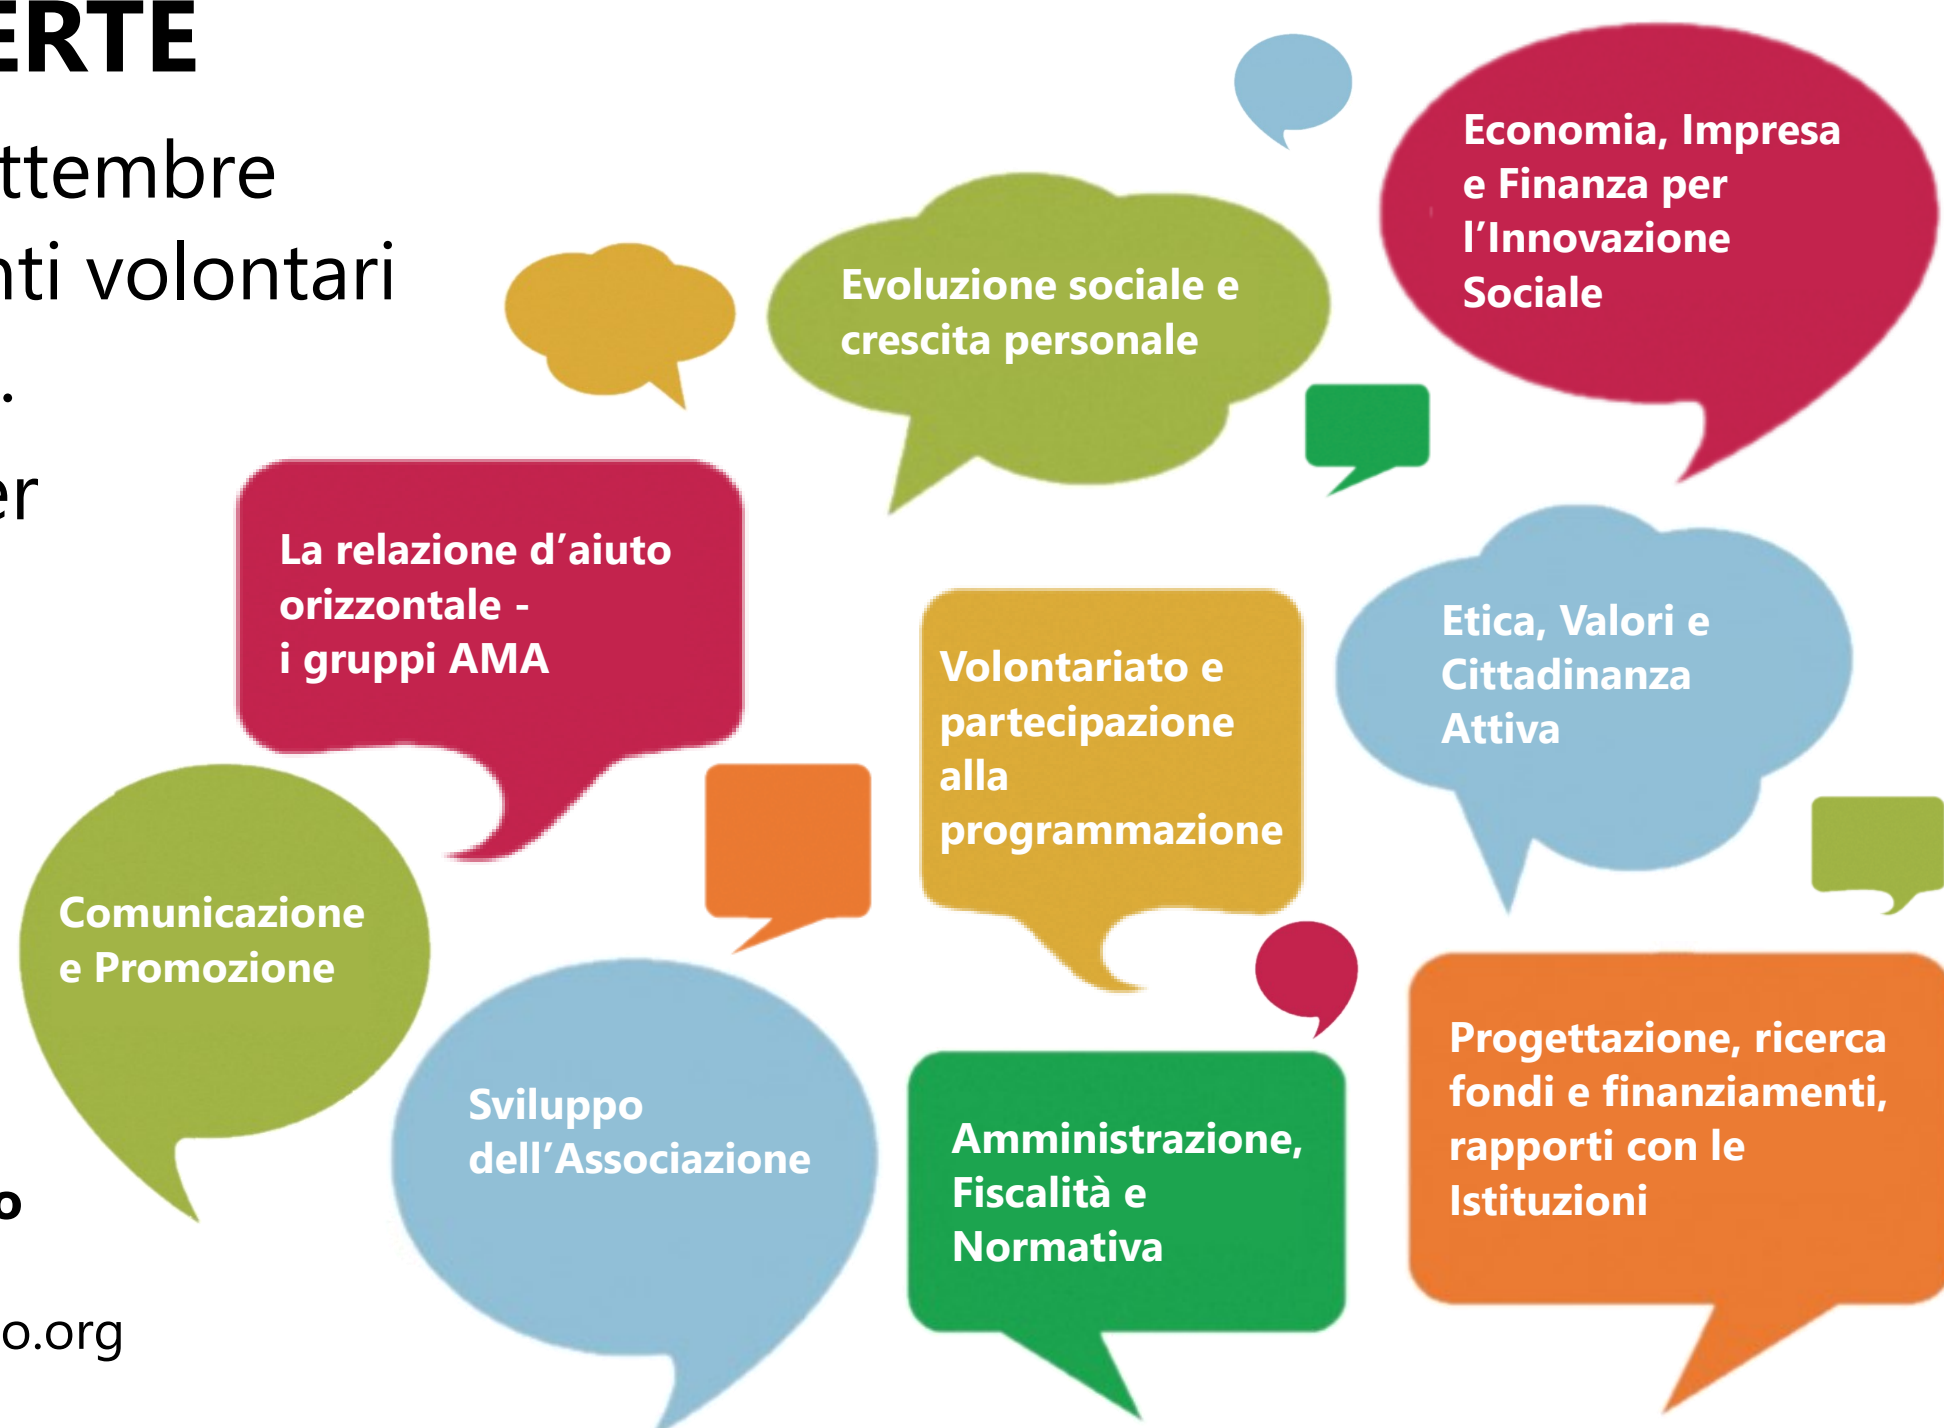 ERTE
ttembre
nti volontari
.
er
Economia, Impresa
e Finanza per
l’Innovazione
Sociale
Evoluzione sociale e
crescita personale
La relazione d’aiuto
orizzontale -
i gruppi AMA
Volontariato e
partecipazione
alla
programmazione
Etica, Valori e
Cittadinanza
Attiva
Comunicazione
e Promozione
Sviluppo
dell’Associazione
Amministrazione,
Fiscalità e
Normativa
Progettazione, ricerca
fondi e finanziamenti,
rapporti con le
Istituzioni
o
o.org